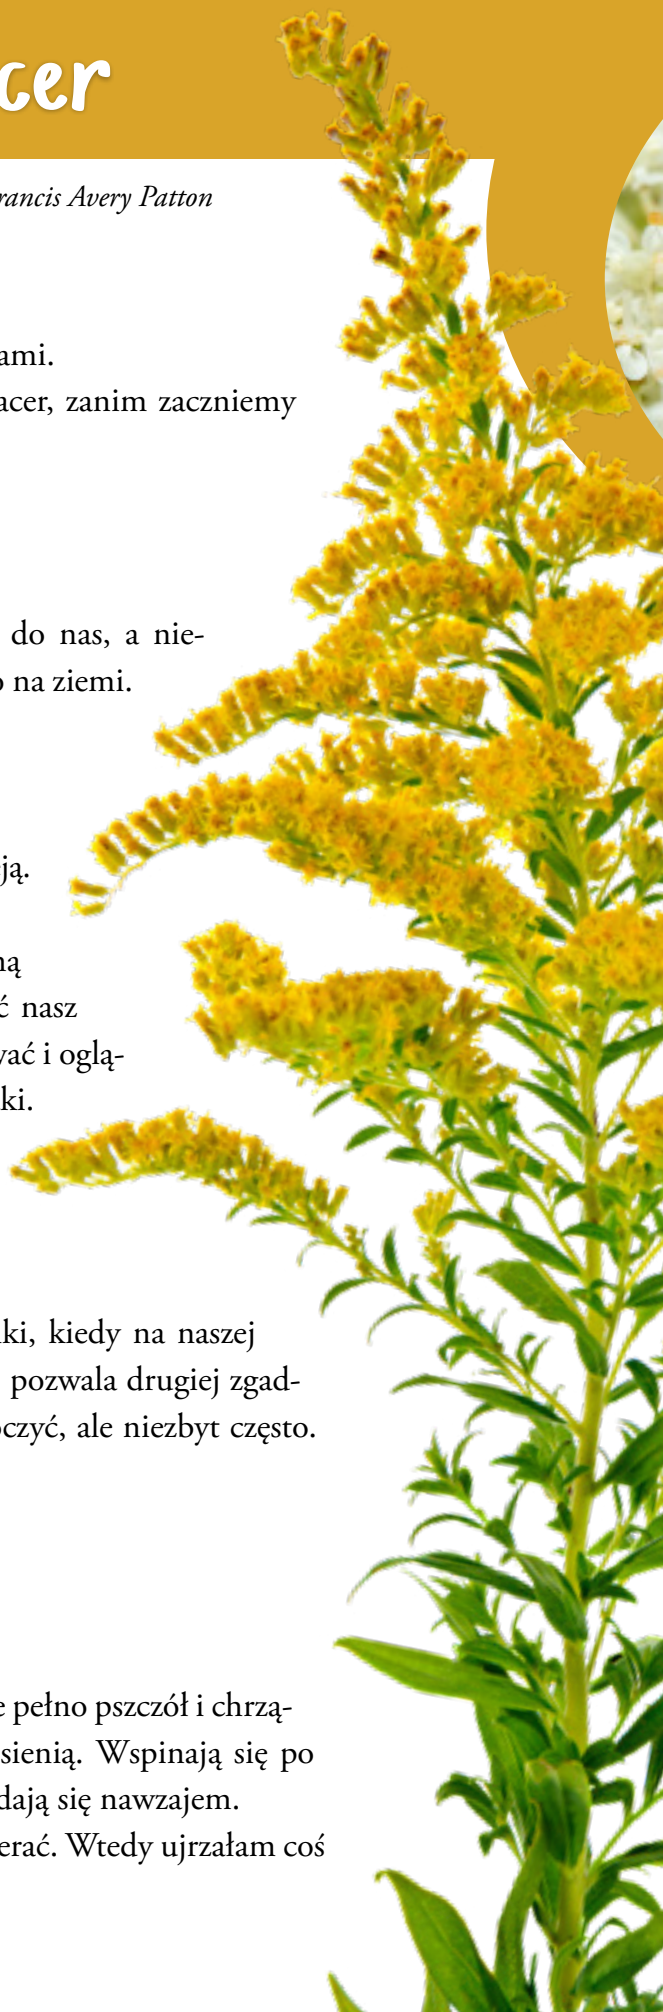 cer
rancis Avery Patton
ami.
acer, zanim zaczniemy
do nas, a nie-
o na ziemi.
ją.
ną
ć nasz
wać i oglą-
ki.
ki, kiedy na naszej
pozwala drugiej zgad-
oczyć, ale niezbyt często.
e pełno pszczół i chrzą-
sienią. Wspinają się po
dają się nawzajem.
erać. Wtedy ujrzałam coś